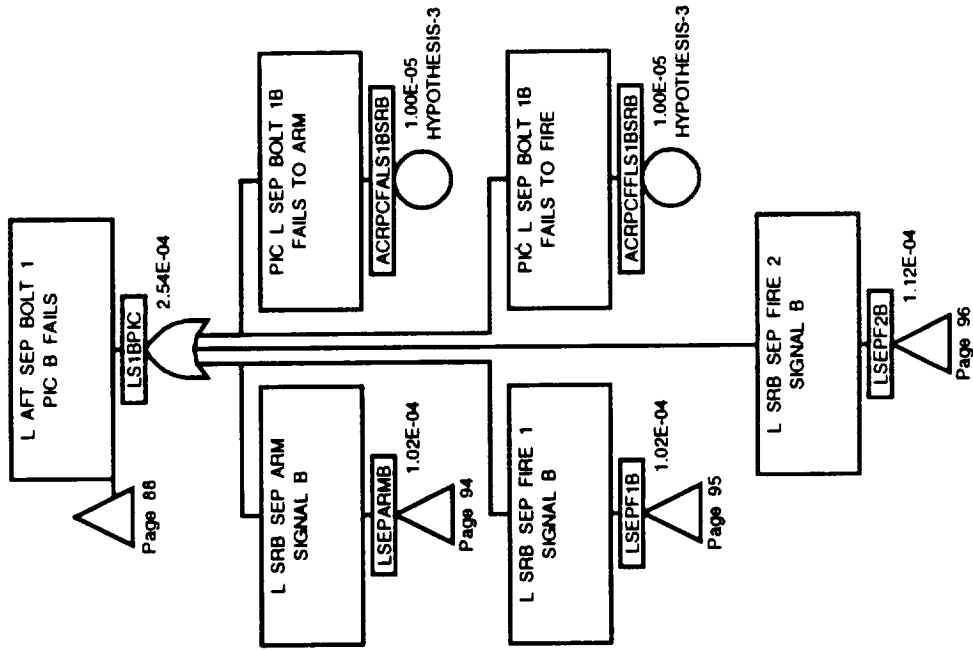 L AFT SEP BOLT 1
PIC B FAILS
LS1BPIC
2.54E-04
Page 88
L SRB SEP ARM
SIGNAL B
LSEPARMB
1.02E-04
Page 94
PIC L SEP BOLT 1B
FAILS TO ARM
ACRPCFALS1BSRB
1.00E-05
HYPOTHESIS-3
L SRB SEP FIRE 1
SIGNAL B
LSEPF1B
1.02E-04
Page 95
PIC L SEP BOLT 1B
FAILS TO FIRE
ACRPCFFLS1BSRB
1.00E-05
HYPOTHESIS-3
L SRB SEP FIRE 2
SIGNAL B
LSEPF2B
1.12E-04
Page 96